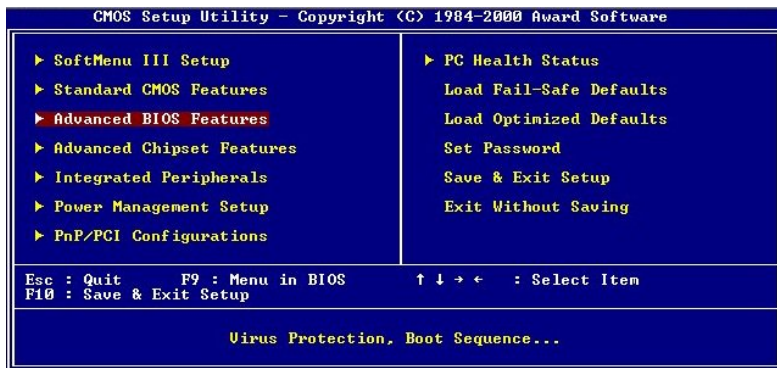 CMOS Setup Utility - Copyright (C) 1984-2000 Award Software
► SoftMenu III Setup
► Standard CMOS Features
► Advanced BIOS Features
► Advanced Chipset Features
► Integrated Peripherals
► Power Management Setup
► PnP/PCI Configurations
► PC Health Status
Load Fail-Safe Defaults
Load Optimized Defaults
Set Password
Save & Exit Setup
Exit Without Saving
Esc : Quit F9 : Menu in BIOS ↑ ↓ → ← : Select Item
F10 : Save & Exit Setup
Virus Protection, Boot Sequence...